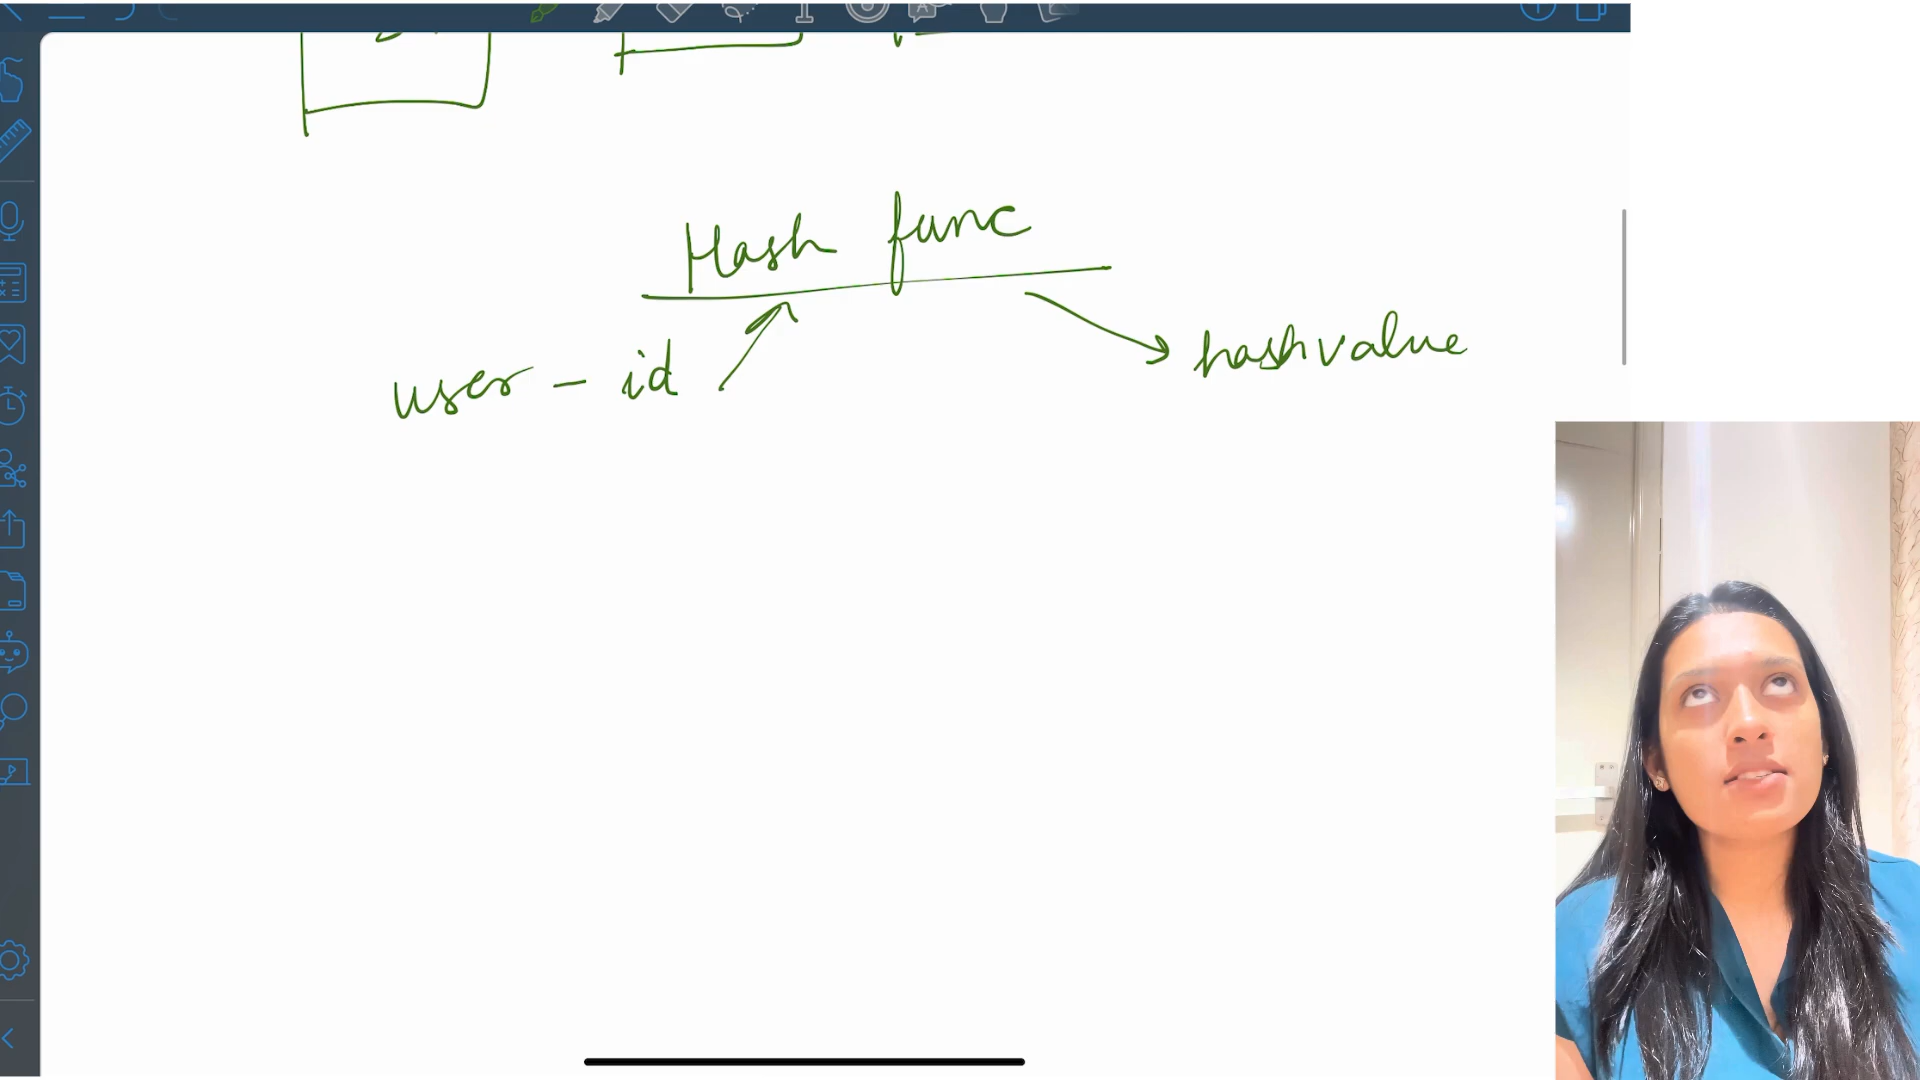 Hash func
user - id
hashvalue